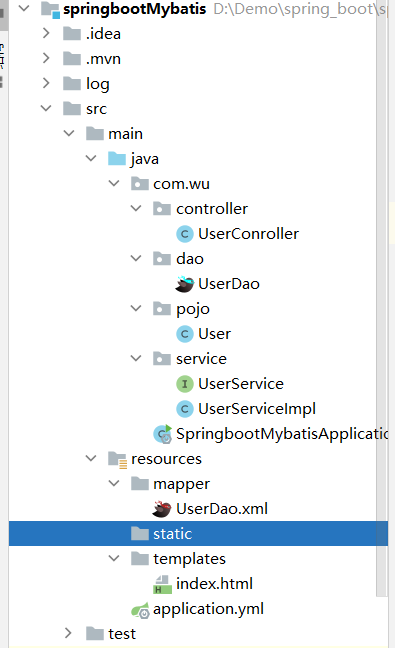 springbootMybatis D:\Demo\spring_boot\s
.idea
.mvn
log
src
main
java
com.wu
controller
UserConroller
dao
UserDao
pojo
User
service
UserService
UserServiceImpl
SpringbootMybatisApplicatio
resources
mapper
UserDao.xml
static
templates
index.html
application.yml
test